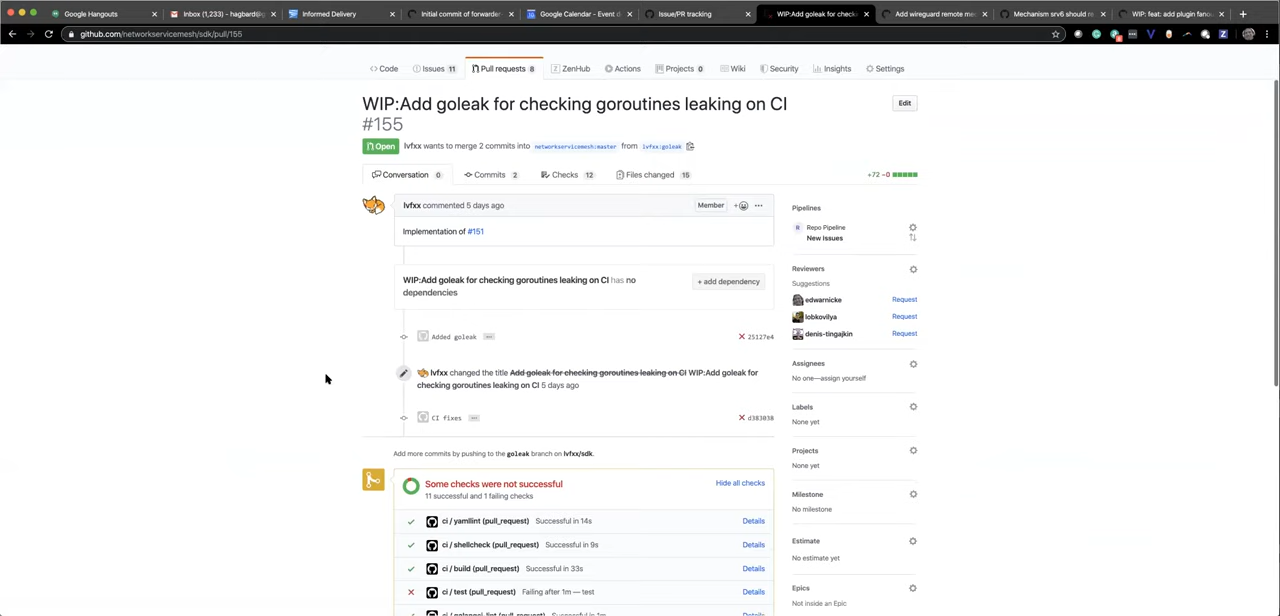 Google Hangouts
Inbox (1,233) - hagbard@g
Informed Delivery
Initial commit of forwarder
Google Calendar - Event d
Issue/PR tracking
WIP:Add goleak for checki
Add wireguard remote me
Mechanism srv6 should re
WIP: feat: add plugin fanou
github.com/networkservicemesh/sdk/pull/155
Code
Issues 11
Pull requests 8
ZenHub
Actions
Projects 0
Wiki
Security
Insights
Settings
WIP:Add goleak for checking goroutines leaking on CI
#155
Edit
Open
lvfxx wants to merge 2 commits into networkservicemesh:master from lvfxx:goleak
Conversation 0
Commits 2
Checks 12
Files changed 15
+72 −0
lvfxx commented 5 days ago
Member
Implementation of #151
WIP:Add goleak for checking goroutines leaking on CI has no
dependencies
+ add dependency
Added goleak
25127e4
lvfxx changed the title Add goleak for checking goroutines leaking on CI WIP:Add goleak for
checking goroutines leaking on CI 5 days ago
CI fixes
d383038
Add more commits by pushing to the goleak branch on lvfxx/sdk.
Some checks were not successful
11 successful and 1 failing checks
Hide all checks
ci / yamllint (pull_request) Successful in 14s
Details
ci / shellcheck (pull_request) Successful in 9s
Details
ci / build (pull_request) Successful in 33s
Details
ci / test (pull_request) Failing after 1m — test
Details
ci / golangci-lint (pull_request) Successful in 1m
Details
Pipelines
R Repo Pipeline
New Issues
Reviewers
Suggestions
edwarnicke Request
lobkovilya Request
denis-tingajkin Request
Assignees
No one—assign yourself
Labels
None yet
Projects
None yet
Milestone
No milestone
Estimate
No estimate yet
Epics
Not inside an Epic